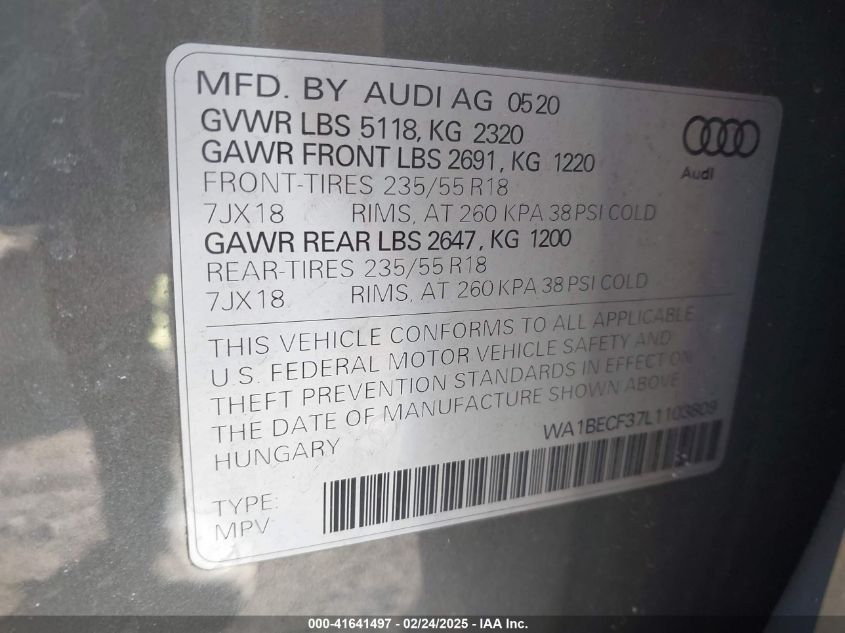 MFD. BY AUDI AG 0520
GVWR LBS 5118, KG 2320
GAWR FRONT LBS 2691, KG 1220
FRONT-TIRES 235/55 R18
7JX18 RIMS, AT 260 KPA 38 PSI COLD
GAWR REAR LBS 2647, KG 1200
REAR-TIRES 235/55 R18
7JX18 RIMS, AT 260 KPA 38 PSI COLD
Audi
THIS VEHICLE CONFORMS TO ALL APPLICABLE
U.S. FEDERAL MOTOR VEHICLE SAFETY AND
THEFT PREVENTION STANDARDS IN EFFECT ON
THE DATE OF MANUFACTURE SHOWN ABOVE
HUNGARY
WA1BECF37L1103809
TYPE:
MPV
000-41641497 - 02/24/2025 - IAA Inc.